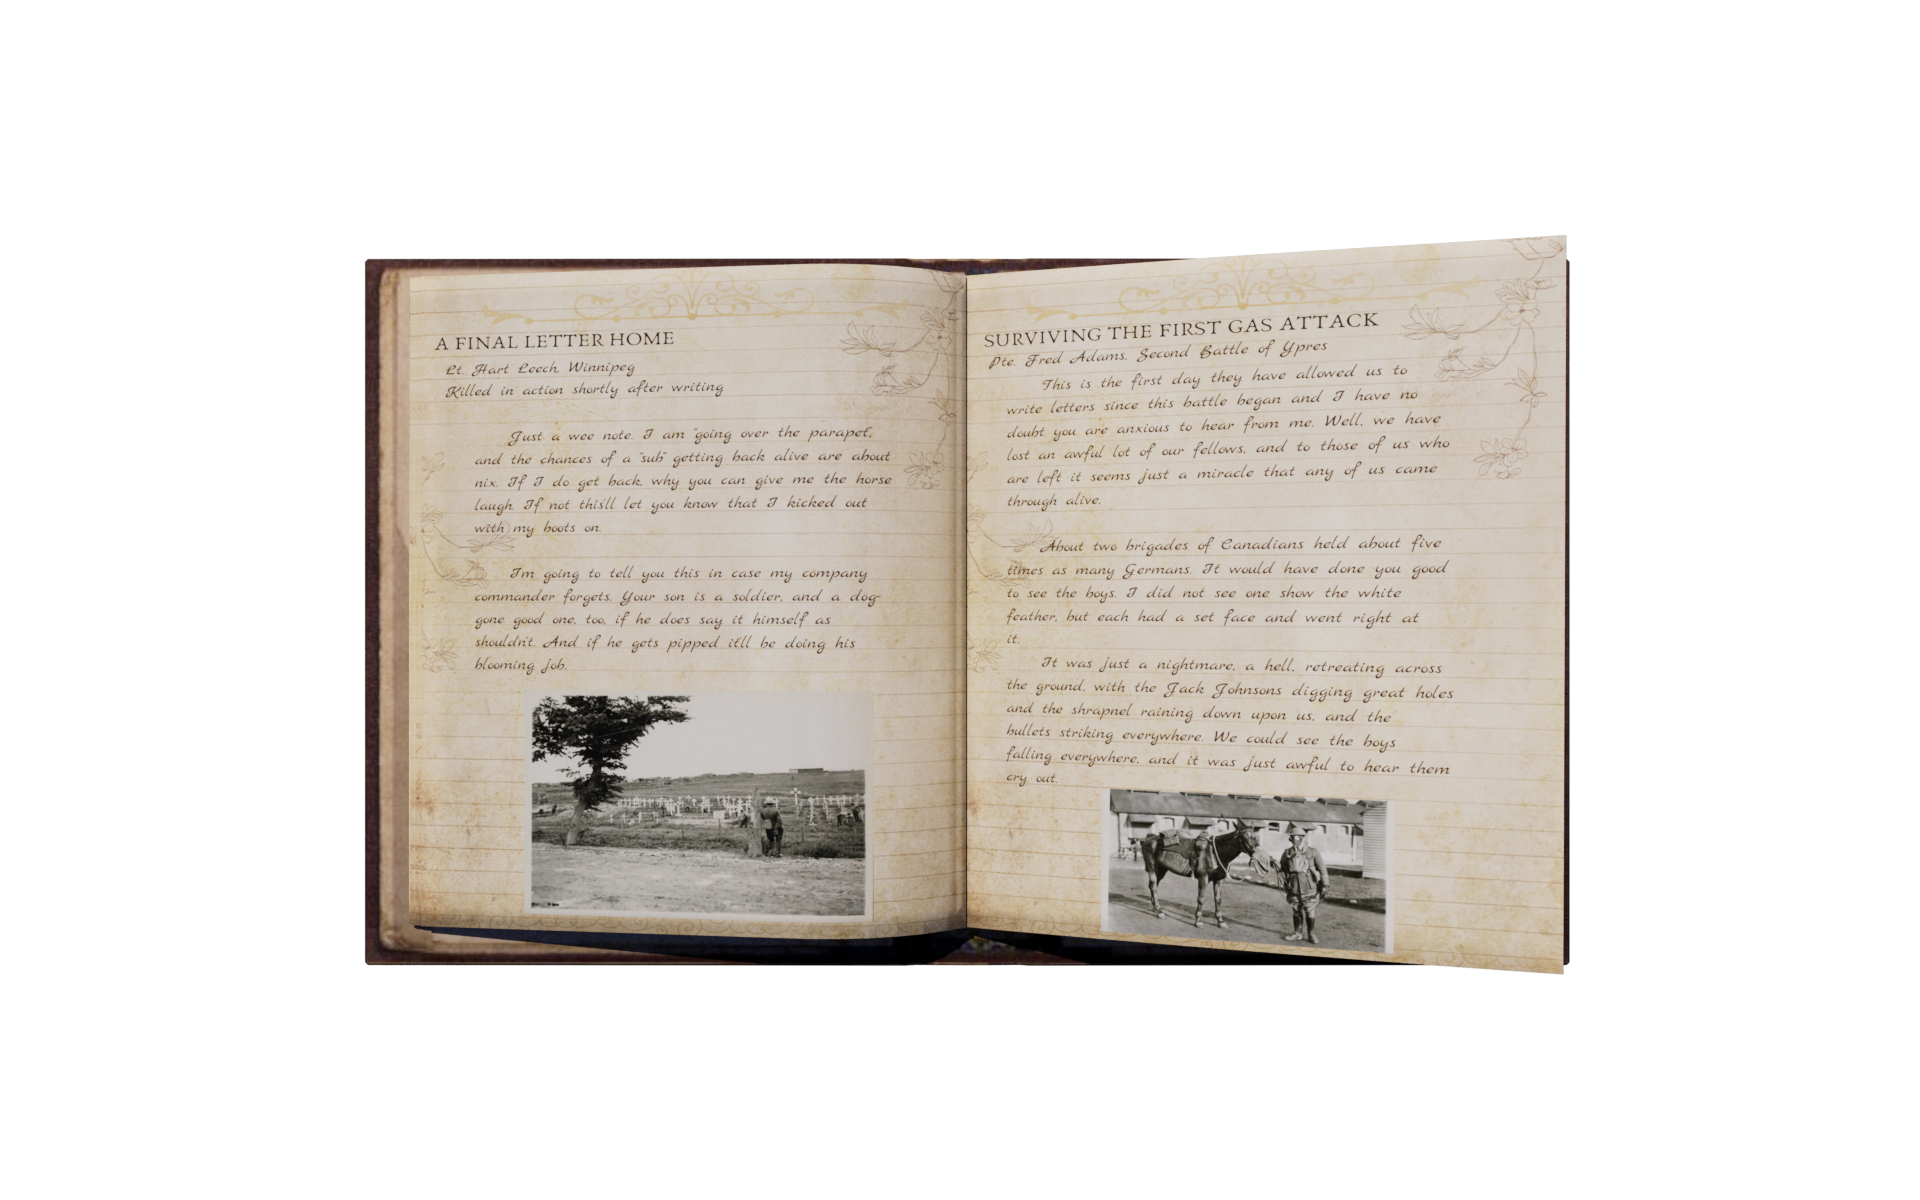 A FINAL LETTER HOME
Lt. Hart Leech, Winnipeg
Killed in action shortly after writing
Just a wee note. I am "going over the parapet",
and the chances of a "sub" getting back alive are about
nix. If I do get back, why you can give me the horse
laugh. If not this'll let you know that I kicked out
with my boots on.
I'm going to tell you this in case my company
commander forgets. Your son is a soldier, and a dog-
gone good one, too, if he does say it himself as
shouldn't. And if he gets pipped it'll be doing his
blooming job.
SURVIVING THE FIRST GAS ATTACK
Pte. Fred Adams, Second Battle of Ypres
This is the first day they have allowed us to
write letters since this battle began and I have no
doubt you are anxious to hear from me. Well, we have
lost an awful lot of our fellows, and to those of us who
are left it seems just a miracle that any of us came
through alive.
About two brigades of Canadians held about five
times as many Germans. It would have done you good
to see the boys. I did not see one show the white
feather, but each had a set face and went right at
it.
It was just a nightmare, a hell, retreating across
the ground, with the Jack Johnsons digging great holes
and the shrapnel raining down upon us, and the
bullets striking everywhere. We could see the boys
falling everywhere, and it was just awful to hear them
cry out.